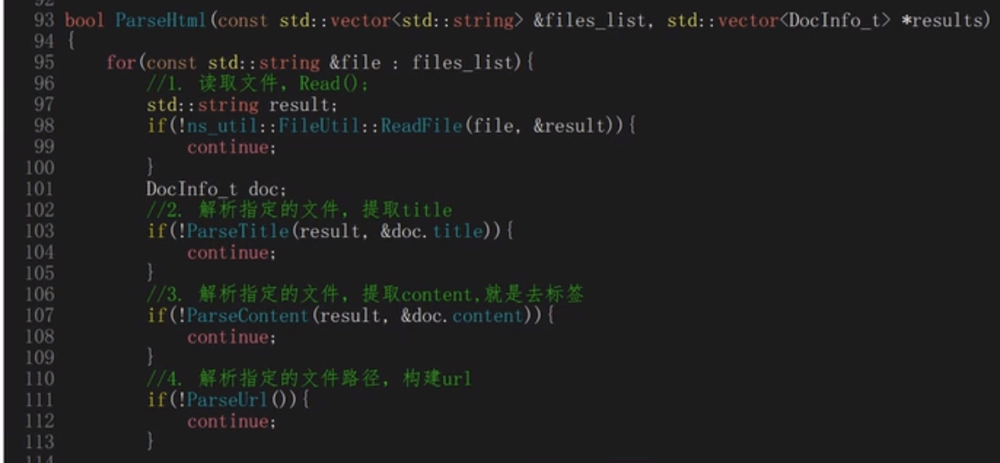 92
93 bool ParseHtml(const std::vector<std::string> &files_list, std::vector<DocInfo_t> *results)
94 {
95     for(const std::string &file : files_list){
96         //1. 读取文件，Read();
97         std::string result;
98         if(!ns_util::FileUtil::ReadFile(file, &result)){
99             continue;
100         }
101         DocInfo_t doc;
102         //2. 解析指定的文件，提取title
103         if(!ParseTitle(result, &doc.title)){
104             continue;
105         }
106         //3. 解析指定的文件，提取content,就是去标签
107         if(!ParseContent(result, &doc.content)){
108             continue;
109         }
110         //4. 解析指定的文件路径，构建url
111         if(!ParseUrl()){
112             continue;
113         }
114